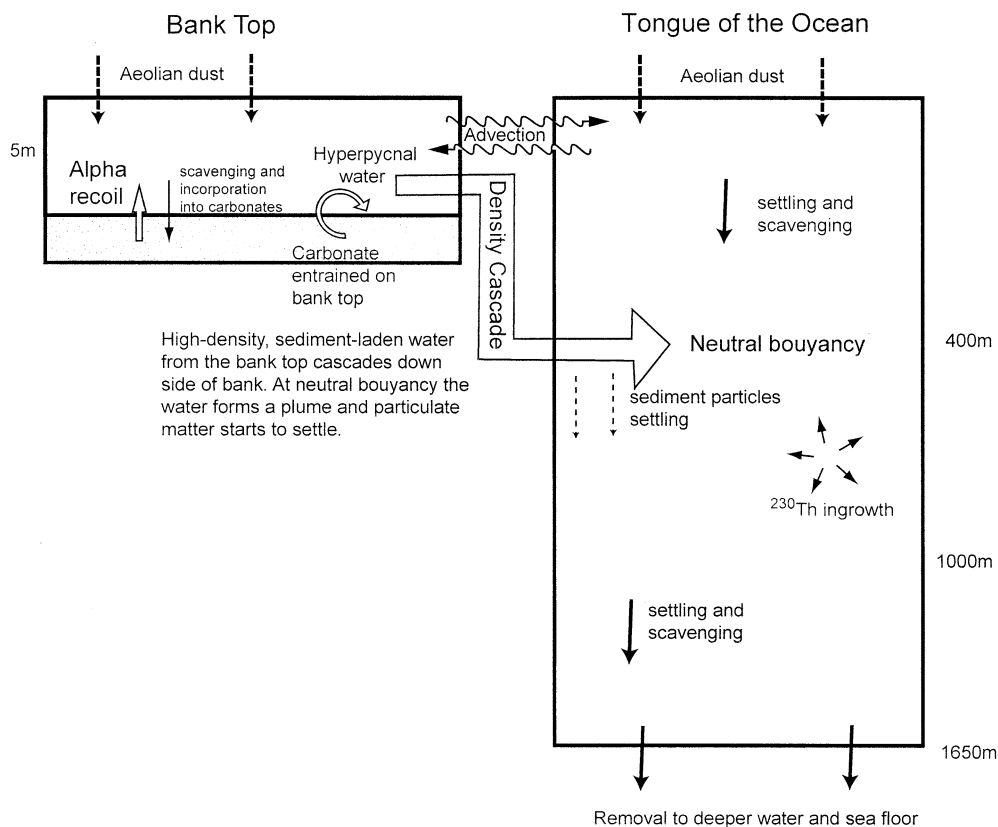 Bank Top
Tongue of the Ocean
Aeolian dust
Aeolian dust
5m
Advection
Alpha
recoil
scavenging and
incorporation
into carbonates
Hyperpycnal
water
Density Cascade
settling and
scavenging
Carbonate
entrained on
bank top
High-density, sediment-laden water
from the bank top cascades down
side of bank. At neutral bouyancy the
water forms a plume and particulate
matter starts to settle.
Neutral bouyancy
400m
sediment particles
settling
²³⁰Th ingrowth
1000m
settling and
scavenging
1650m
Removal to deeper water and sea floor